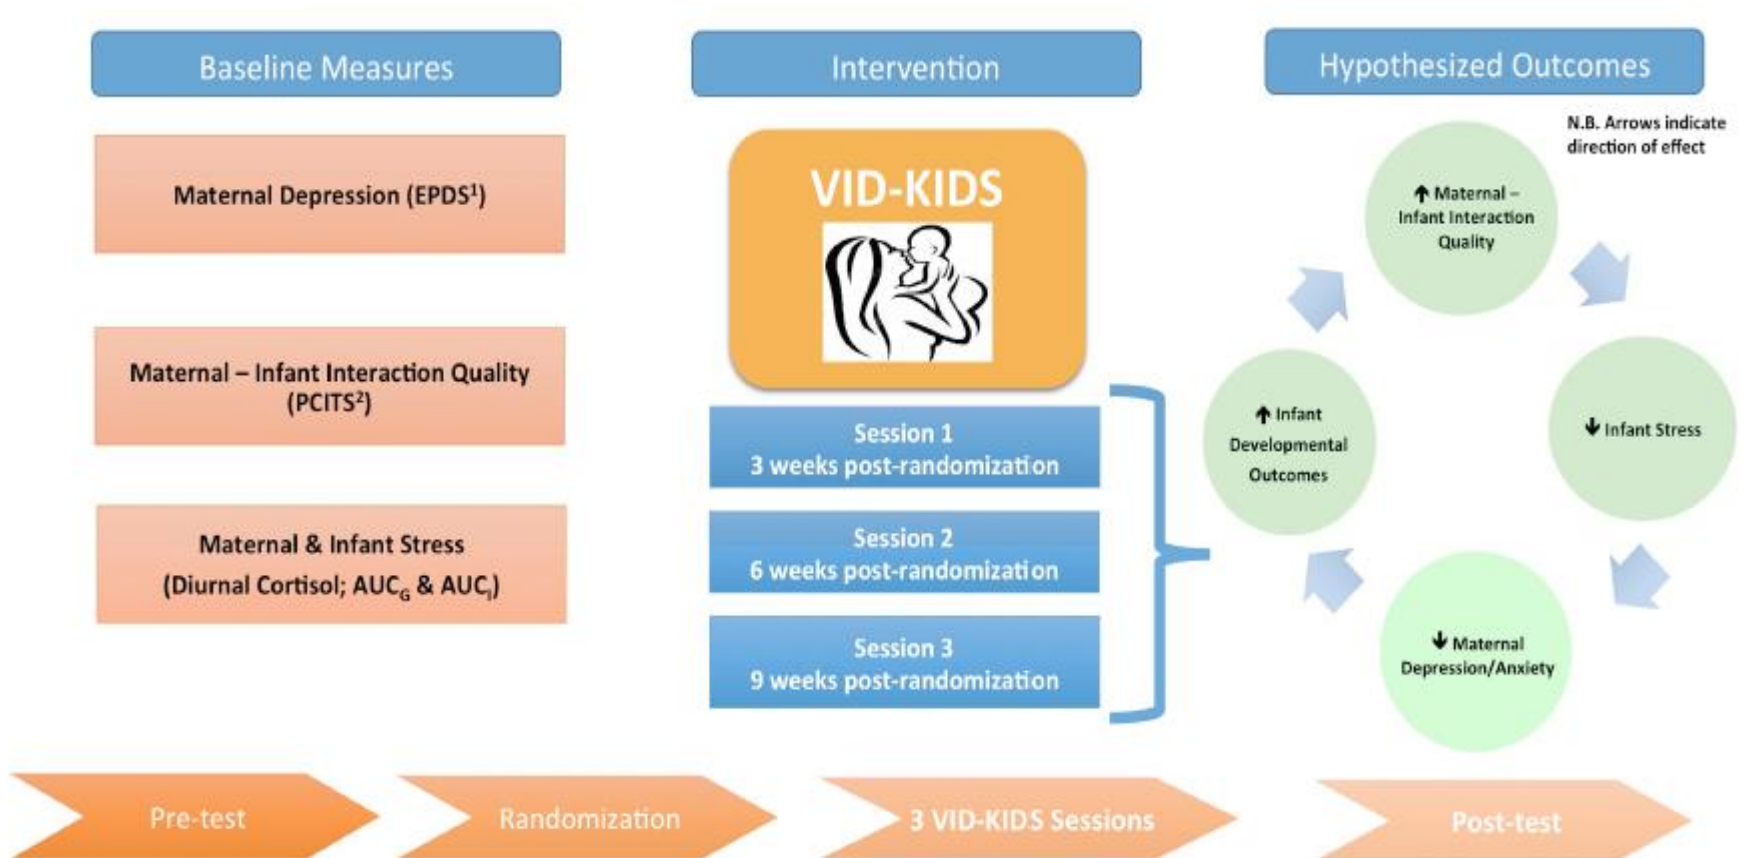 Baseline Measures
Intervention
Hypothesized Outcomes
Maternal Depression (EPDS¹)
Maternal – Infant Interaction Quality
(PCITS²)
Maternal & Infant Stress
(Diurnal Cortisol; AUC_G & AUC_I)
VID-KIDS
Session 1
3 weeks post-randomization
Session 2
6 weeks post-randomization
Session 3
9 weeks post-randomization
N.B. Arrows indicate
direction of effect
↑ Maternal –
Infant Interaction
Quality
↓ Infant Stress
↓ Maternal
Depression/Anxiety
↑ Infant
Developmental
Outcomes
Pre-test
Randomization
3 VID-KIDS Sessions
Post-test